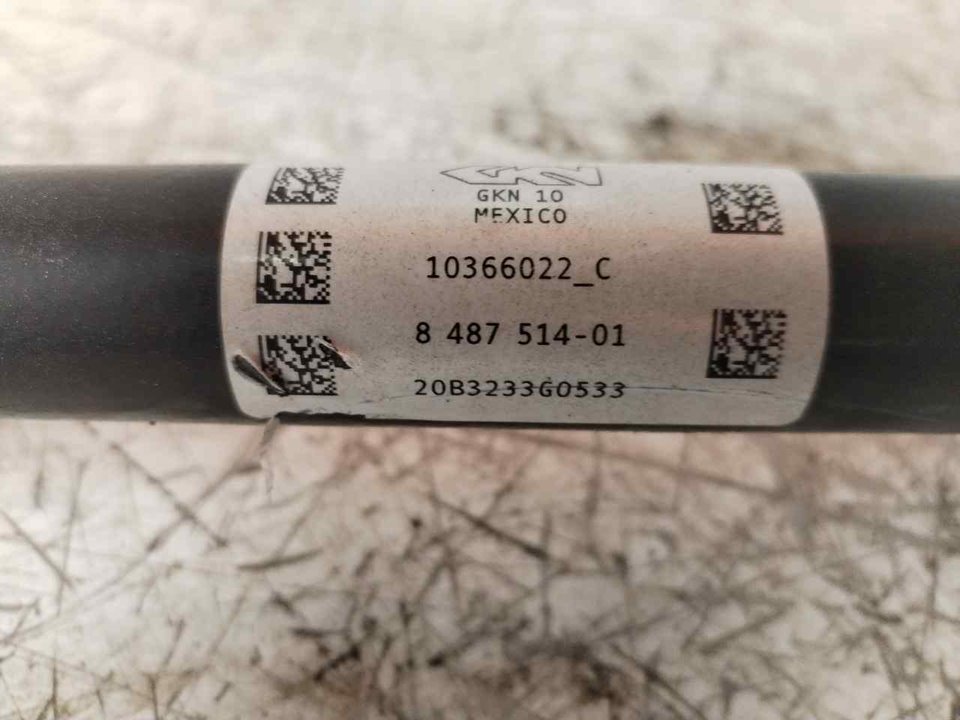 GKN 10
MEXICO
10366022_C
8 487 514-01
20B3233G0533